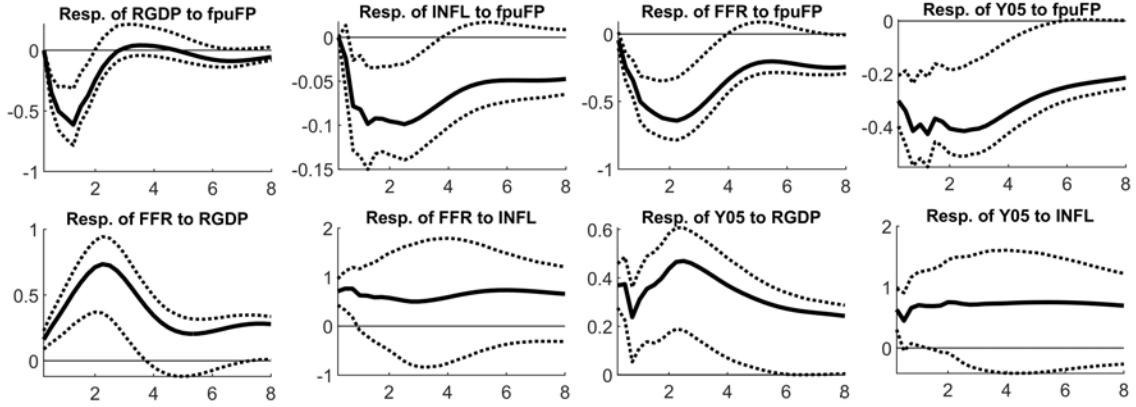 Resp. of RGDP to fpuFP
0
-0.5
-1
2 4 6 8
Resp. of INFL to fpuFP
0
-0.05
-0.1
-0.15
2 4 6 8
Resp. of FFR to fpuFP
0
-0.5
-1
2 4 6 8
Resp. of Y05 to fpuFP
0
-0.2
-0.4
2 4 6 8
Resp. of FFR to RGDP
1
0.5
0
2 4 6 8
Resp. of FFR to INFL
2
1
0
-1
2 4 6 8
Resp. of Y05 to RGDP
0.6
0.4
0.2
0
2 4 6 8
Resp. of Y05 to INFL
2
1
0
2 4 6 8